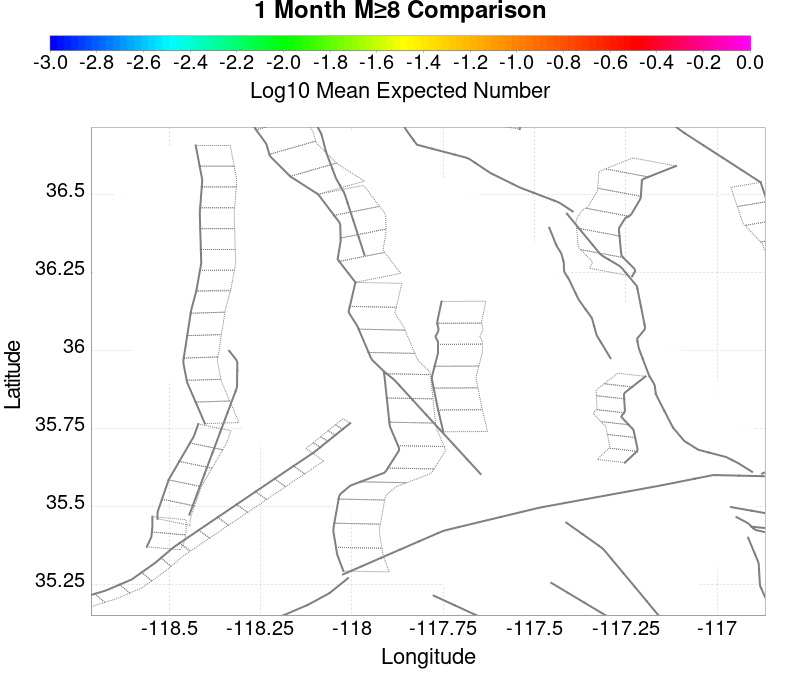 1 Month M≥8 Comparison
-3.0 -2.8 -2.6 -2.4 -2.2 -2.0 -1.8 -1.6 -1.4 -1.2 -1.0 -0.8 -0.6 -0.4 -0.2 0.0
Log10 Mean Expected Number
36.5
36.25
36
35.75
35.5
35.25
Latitude
-118.5 -118.25 -118 -117.75 -117.5 -117.25 -117
Longitude